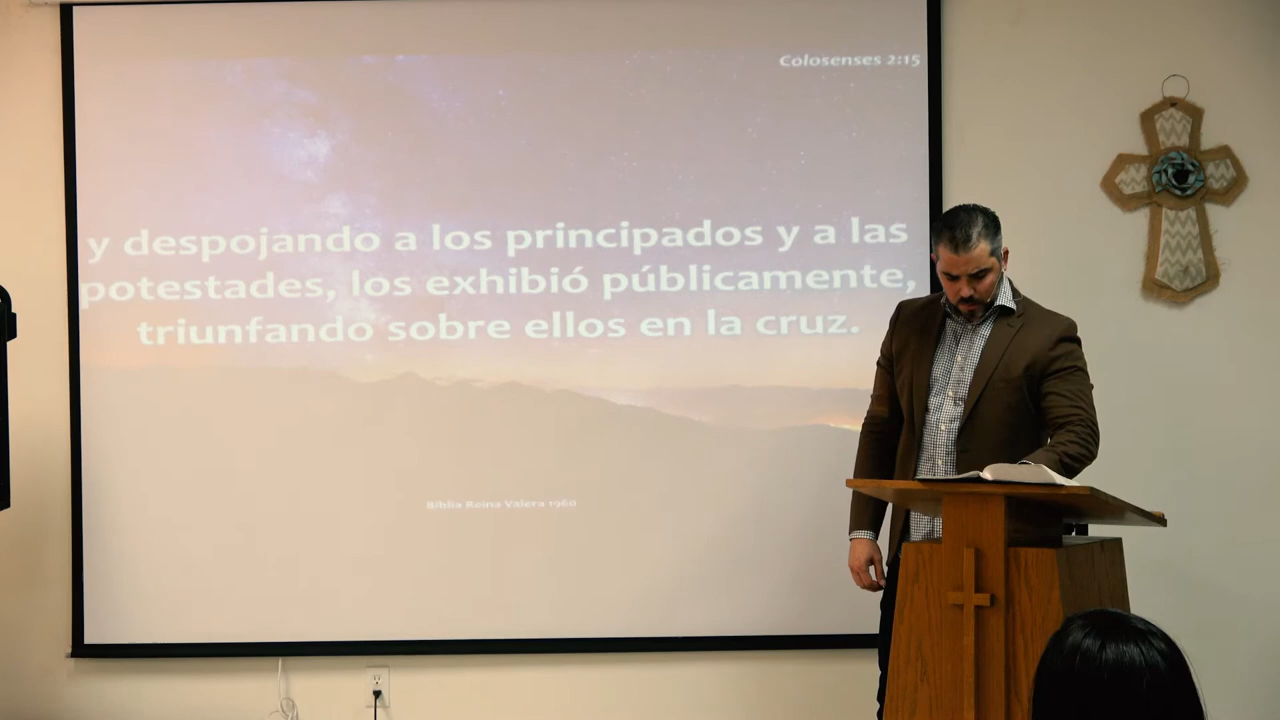 Colosenses 2:15
y despojando a los principados y a las
potestades, los exhibió públicamente,
triunfando sobre ellos en la cruz.
Biblia Reina Valera 1960